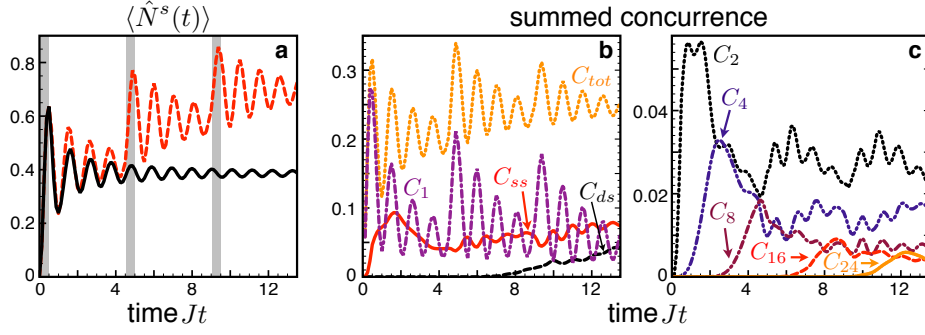 ⟨N̂ˢ(t)⟩
summed concurrence
a
b
c
0.8
0.6
0.4
0.2
0
0.3
0.2
0.1
0
0.04
0.02
0
C_tot
C_1
C_ss
C_ds
C_2
C_4
C_8
C_16
C_24
0 4 8 12
0 4 8 12
0 4 8 12
time Jt
time Jt
time Jt